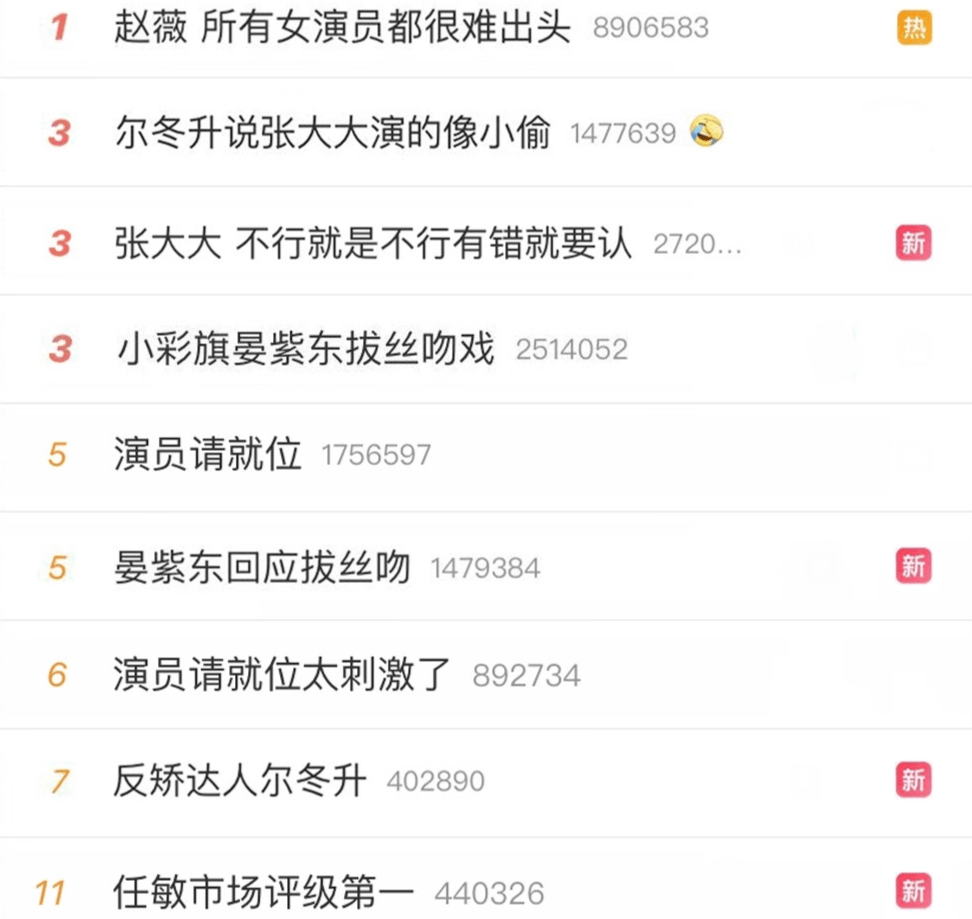 1 赵薇 所有女演员都很难出头 8906583 热
3 尔冬升说张大大演的像小偷 1477639
3 张大大 不行就是不行有错就要认 2720... 新
3 小彩旗晏紫东拔丝吻戏 2514052
5 演员请就位 1756597
5 晏紫东回应拔丝吻 1479384 新
6 演员请就位太刺激了 892734
7 反矫达人尔冬升 402890 新
11 任敏市场评级第一 440326 新